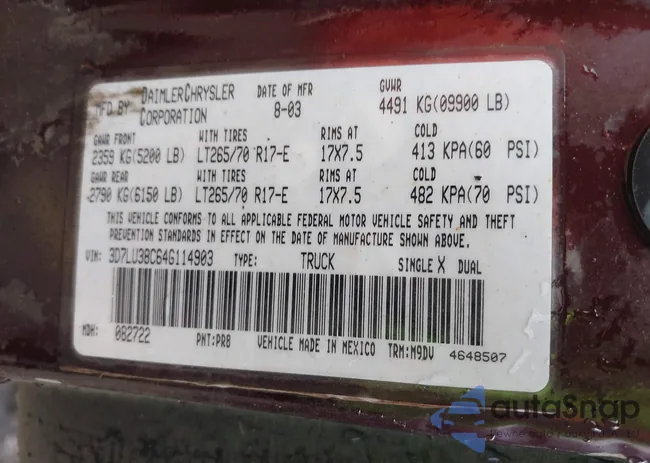 MFD BY DAIMLERCHRYSLER CORPORATION DATE OF MFR 8-03 GVWR 4491 KG(09900 LB)
GAWR FRONT WITH TIRES RIMS AT COLD
2359 KG(5200 LB) LT265/70 R17-E 17X7.5 413 KPA(60 PSI)
GAWR REAR WITH TIRES RIMS AT COLD
2790 KG(6150 LB) LT265/70 R17-E 17X7.5 482 KPA(70 PSI)
THIS VEHICLE CONFORMS TO ALL APPLICABLE FEDERAL MOTOR VEHICLE SAFETY AND THEFT
PREVENTION STANDARDS IN EFFECT ON THE DATE OF MANUFACTURE SHOWN ABOVE.
VIN: 3D7LU38C64G114903 TYPE: TRUCK SINGLE X DUAL
MDH: 082722 PNT:PR8 VEHICLE MADE IN MEXICO TRM:M9DV 4648507
autoSnap